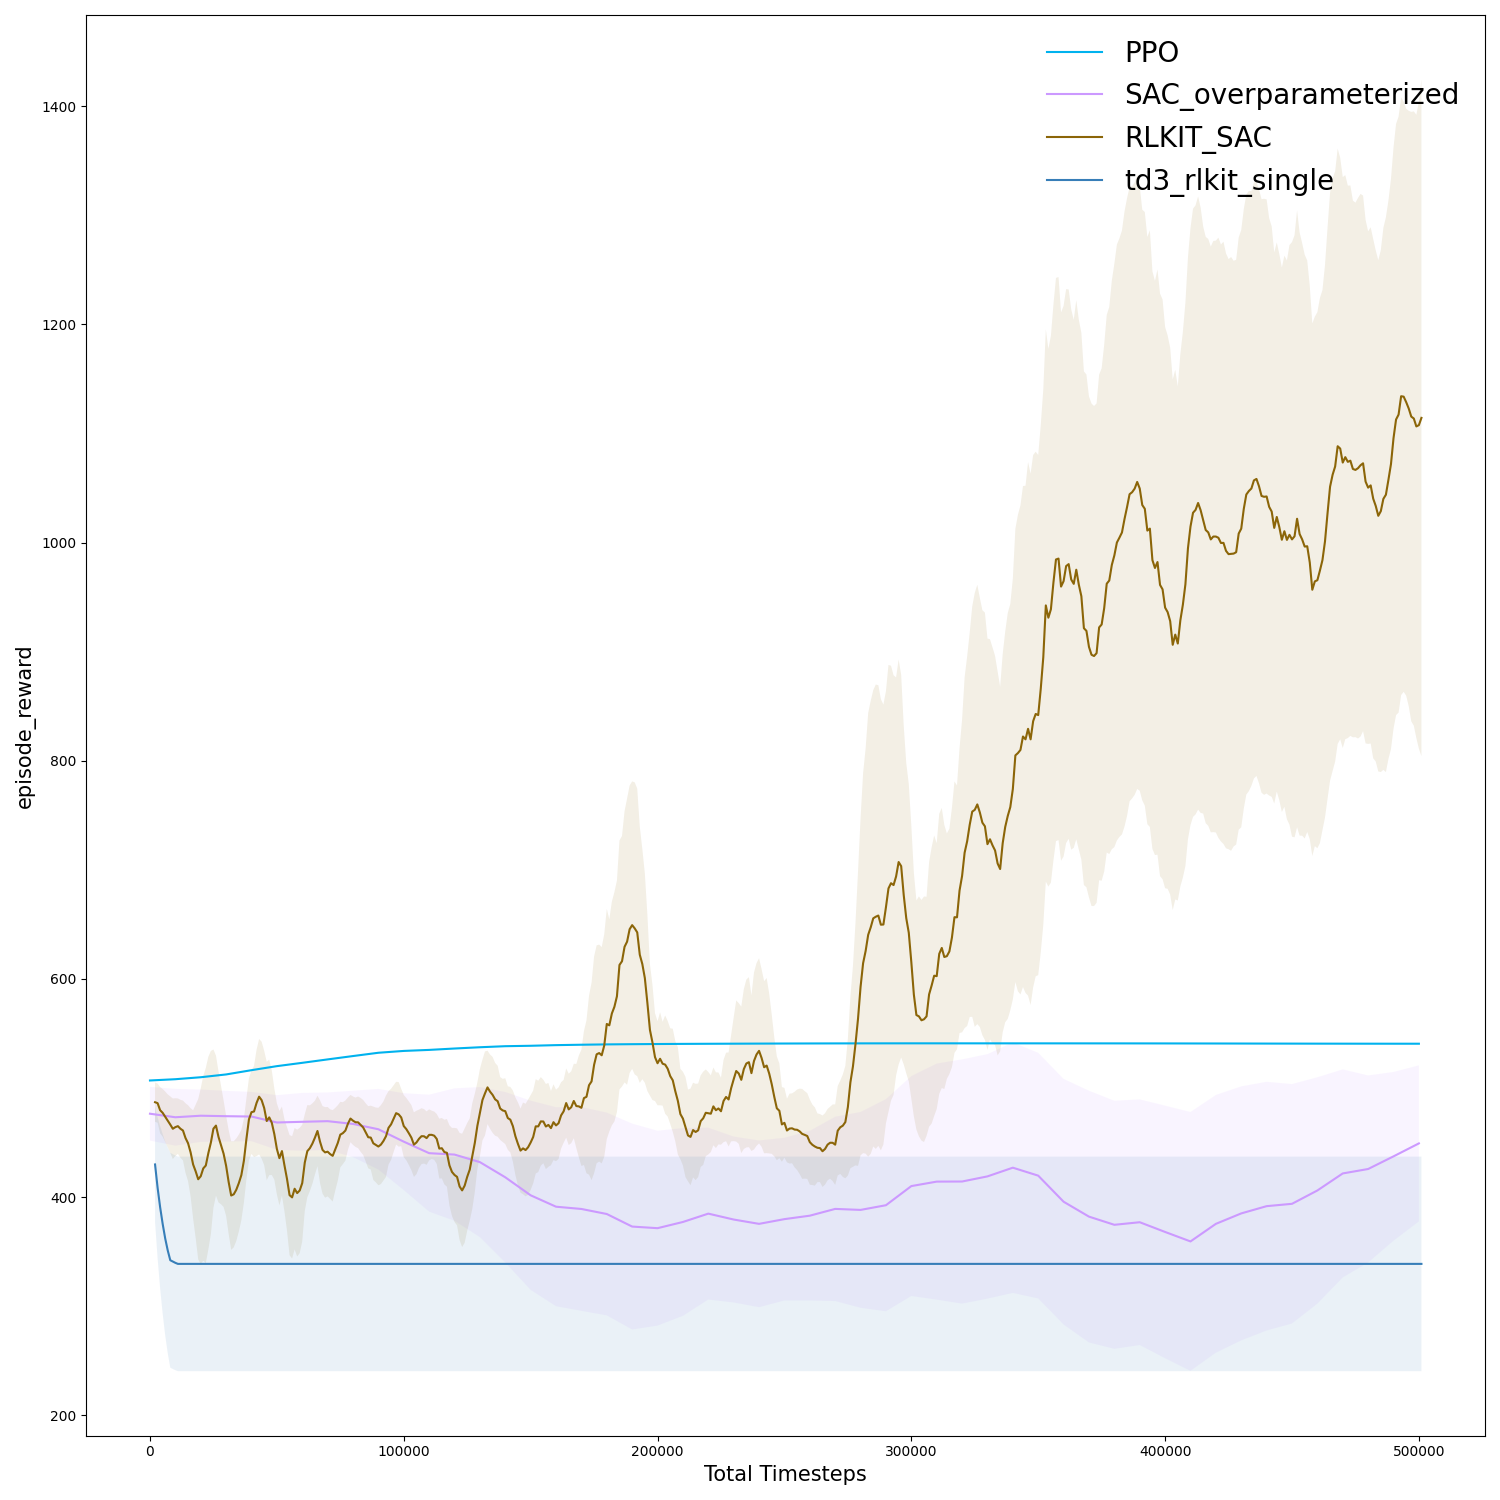 PPO
SAC_overparameterized
RLKIT_SAC
td3_rlkit_single
1400
1200
1000
800
600
400
200
episode_reward
0
100000
200000
300000
400000
500000
Total Timesteps